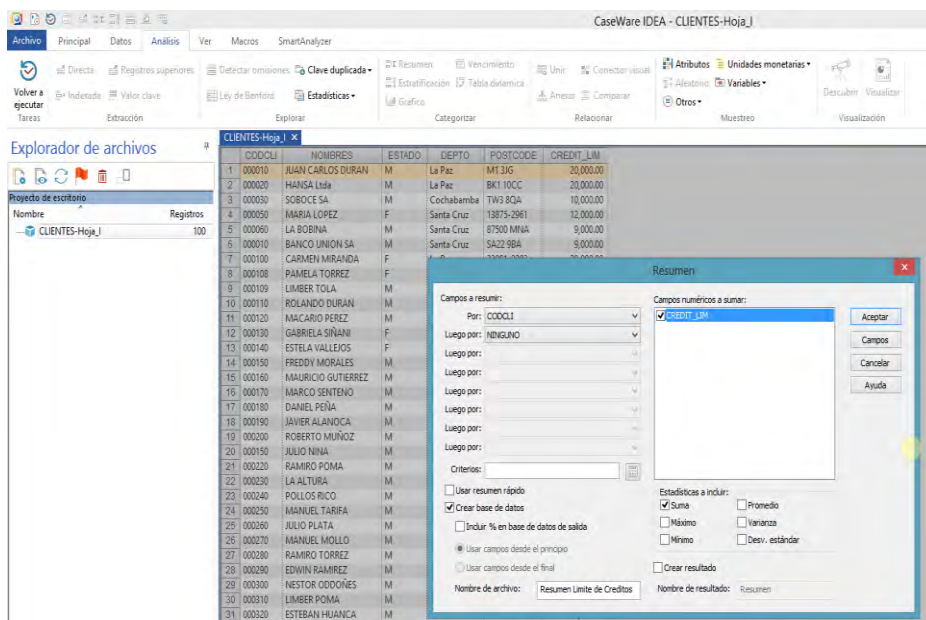 CaseWare IDEA - CLIENTES-Hoja_I
Archivo Principal Datos Análisis Ver Macros SmartAnalyzer
Volver a ejecutar
Directa Registros superiores
Indexada Valor clave
Detectar omisiones Clave duplicada
Ley de Benford Estadísticas
Resumen Vencimiento
Estratificación Tabla dinámica
Gráfico
Unir Conector visual
Anexar Comparar
Atributos Unidades monetarias
Aleatorio Variables
Otros
Descubrir Visualizar
Tareas Extracción Explorar Categorizar Relacionar Muestreo Visualización
Explorador de archivos
Proyecto de escritorio
Nombre Registros
CLIENTES-Hoja_I 100
CLIENTES-Hoja_I X
CODCLI NOMBRES ESTADO DEPTO POSTCODE CREDIT_LIM
1 000010 JUAN CARLOS DURAN M La Paz MT3JG 20,000.00
2 000020 HANSA Ltda M La Paz BK1 10CC 20,000.00
3 000030 SOBOCE SA M Cochabamba TW3 8QA 10,000.00
4 000050 MARIA LOPEZ F Santa Cruz 13875-2961 12,000.00
5 000060 LA BOBINA M Santa Cruz 87500 MNA 9,000.00
6 000010 BANCO UNION SA M Santa Cruz SA22 9BA 9,000.00
7 000100 CARMEN MIRANDA F
8 000108 PAMELA TORREZ F
9 000109 LIMBER TOLA M
10 000110 ROLANDO DURAN M
11 000120 MACARIO PEREZ M
12 000130 GABRIELA SIÑANI F
13 000140 ESTELA VALLEJOS F
14 000150 FREDDY MORALES M
15 000160 MAURICIO GUTIERREZ M
16 000170 MARCO SENTENO M
17 000180 DANIEL PEÑA M
18 000190 JAVIER ALANOCA M
19 000200 ROBERTO MUÑOZ M
20 000150 JULIO NINA M
21 000220 RAMIRO POMA M
22 000230 LA ALTURA M
23 000240 POLLOS RICO M
24 000250 MANUEL TARIFA M
25 000260 JULIO PLATA M
26 000270 MANUEL MOLLO M
27 000280 RAMIRO TORREZ M
28 000290 EDWIN RAMIREZ M
29 000300 NESTOR ODDOÑES M
30 000310 LIMBER POMA M
31 000320 ESTEBAN HUANCA M
Resumen
Campos a resumir:
Por: CODCLI
Luego por: NINGUNO
Luego por:
Luego por:
Luego por:
Luego por:
Luego por:
Luego por:
Criterios:
Usar resumen rápido
Crear base de datos
Incluir % en base de datos de salida
Usar campos desde el principio
Usar campos desde el final
Nombre de archivo: Resumen Limite de Creditos
Campos numéricos a sumar:
CREDIT_LIM
Estadísticas a incluir:
Suma Promedio
Máximo Varianza
Mínimo Desv. estándar
Crear resultado
Nombre de resultado: Resumen
Aceptar
Campos
Cancelar
Ayuda